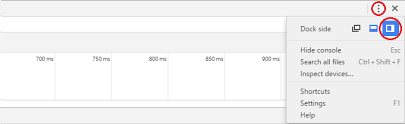 Dock side
700 ms 750 ms 800 ms 850 ms 900 ms
Hide console Esc
Search all files Ctrl + Shift + F
Inspect devices...
Shortcuts
Settings F1
Help